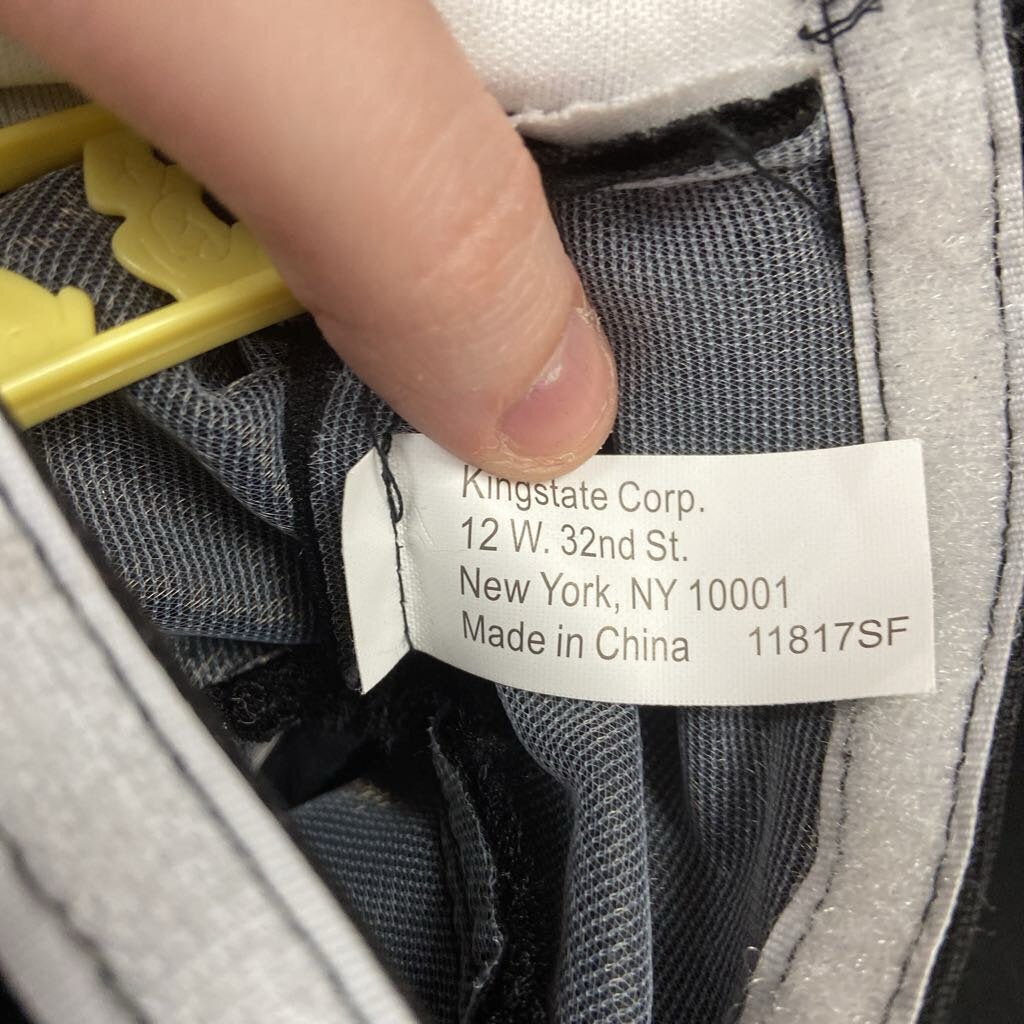 Kingstate Corp.
12 W. 32nd St.
New York, NY 10001
Made in China 11817SF